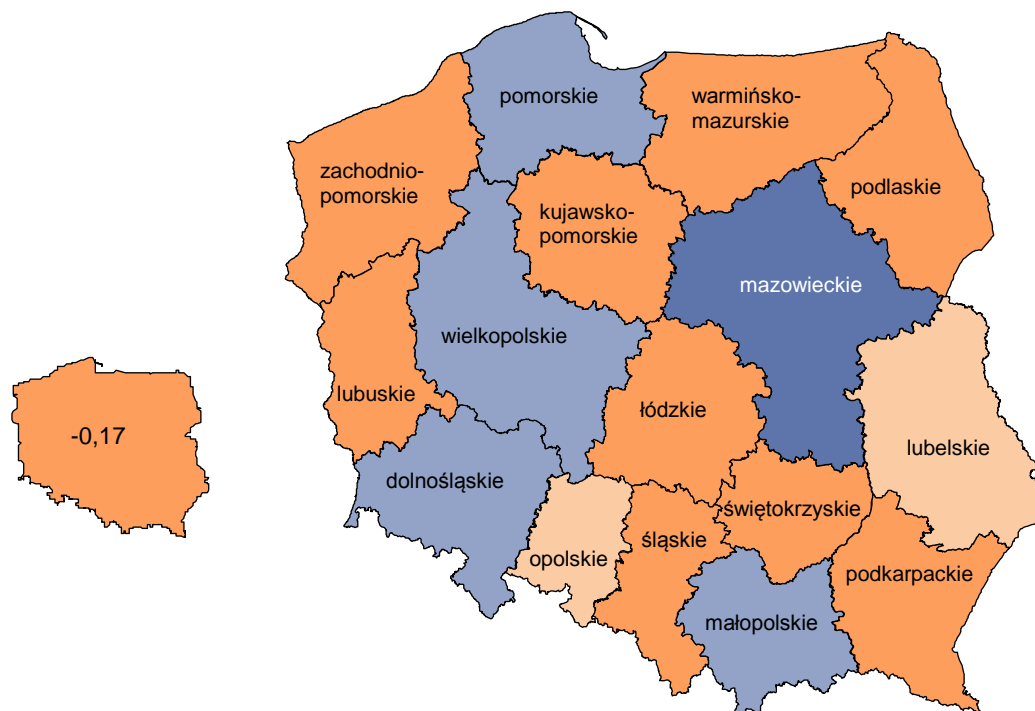 pomorskie
warmińsko-
mazurskie
zachodnio-
pomorskie
podlaskie
kujawsko-
pomorskie
mazowieckie
wielkopolskie
lubuskie
łódzkie
-0,17
lubelskie
dolnośląskie
świętokrzyskie
śląskie
opolskie
podkarpackie
małopolskie